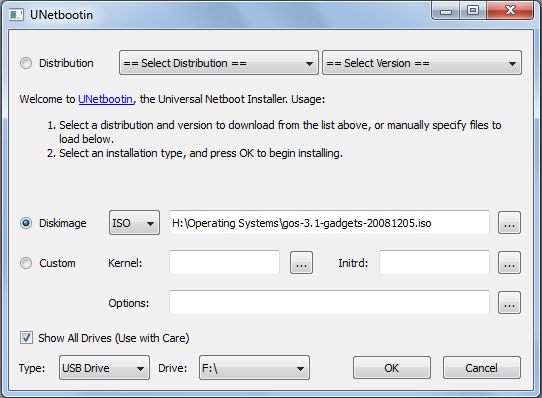 UNetbootin
Distribution == Select Distribution == == Select Version ==
Welcome to UNetbootin, the Universal Netboot Installer. Usage:
1. Select a distribution and version to download from the list above, or manually specify files to
load below.
2. Select an installation type, and press OK to begin installing.
Diskimage ISO H:\Operating Systems\gos-3.1-gadgets-20081205.iso ...
Custom Kernel: ... Initrd: ...
Options: ...
Show All Drives (Use with Care)
Type: USB Drive Drive: F:\ OK Cancel